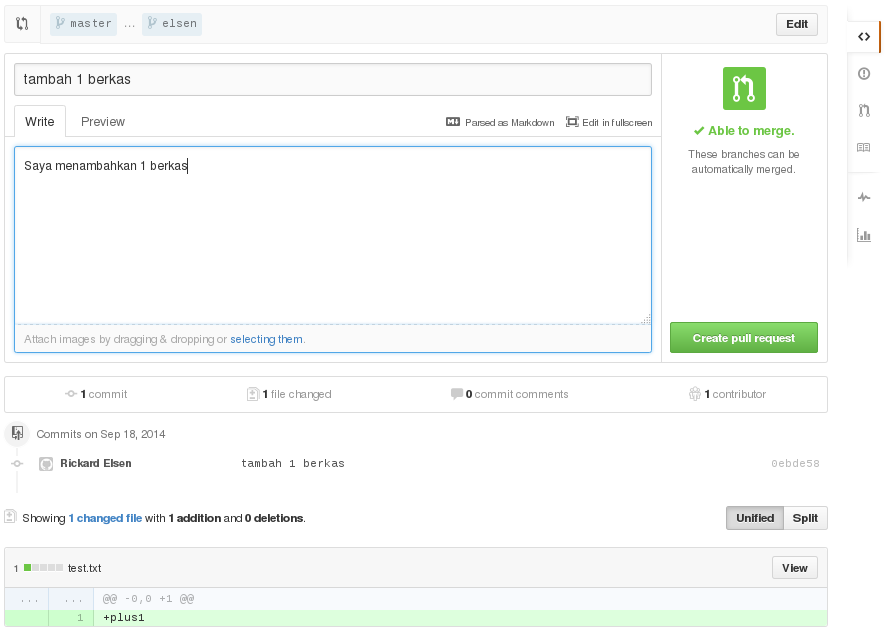 master ... elsen Edit
tambah 1 berkas
Write Preview Parsed as Markdown Edit in fullscreen
Saya menambahkan 1 berkas
Attach images by dragging & dropping or selecting them.
Able to merge.
These branches can be
automatically merged.
Create pull request
1 commit 1 file changed 0 commit comments 1 contributor
Commits on Sep 18, 2014
Rickard Elsen tambah 1 berkas 0ebde58
Showing 1 changed file with 1 addition and 0 deletions. Unified Split
1 test.txt View
... ... @@ -0,0 +1 @@
1 +plus1